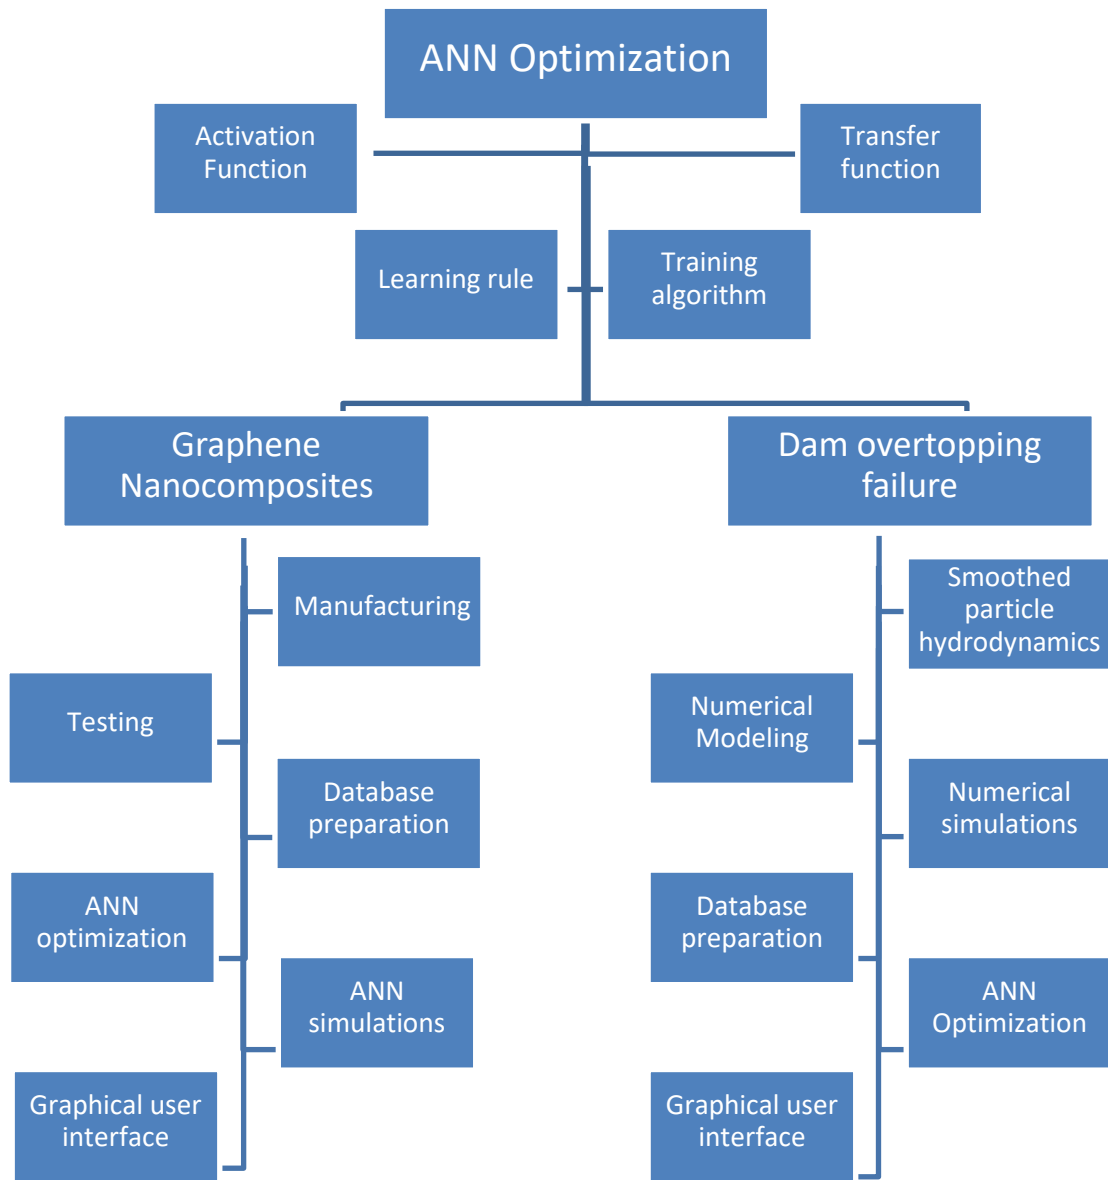 ANN Optimization
Activation
Function
Transfer
function
Learning rule
Training
algorithm
Graphene
Nanocomposites
Dam overtopping
failure
Manufacturing
Testing
Database
preparation
ANN
optimization
ANN
simulations
Graphical user
interface
Smoothed
particle
hydrodynamics
Numerical
Modeling
Numerical
simulations
Database
preparation
ANN
Optimization
Graphical user
interface